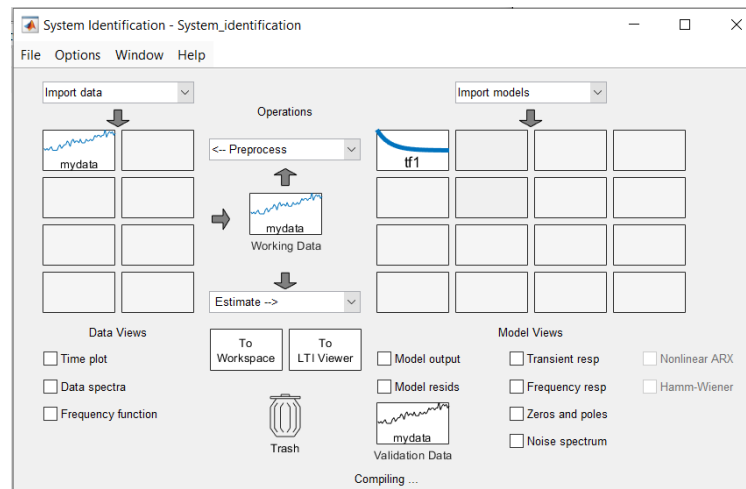 System Identification - System_identification
File Options Window Help
Import data
Import models
Operations
mydata
<-- Preprocess
tf1
mydata
Working Data
Estimate -->
Data Views
Time plot
Data spectra
Frequency function
To
Workspace
To
LTI Viewer
Trash
Model Views
Model output
Transient resp
Nonlinear ARX
Model resids
Frequency resp
Hamm-Wiener
Zeros and poles
Noise spectrum
mydata
Validation Data
Compiling ...